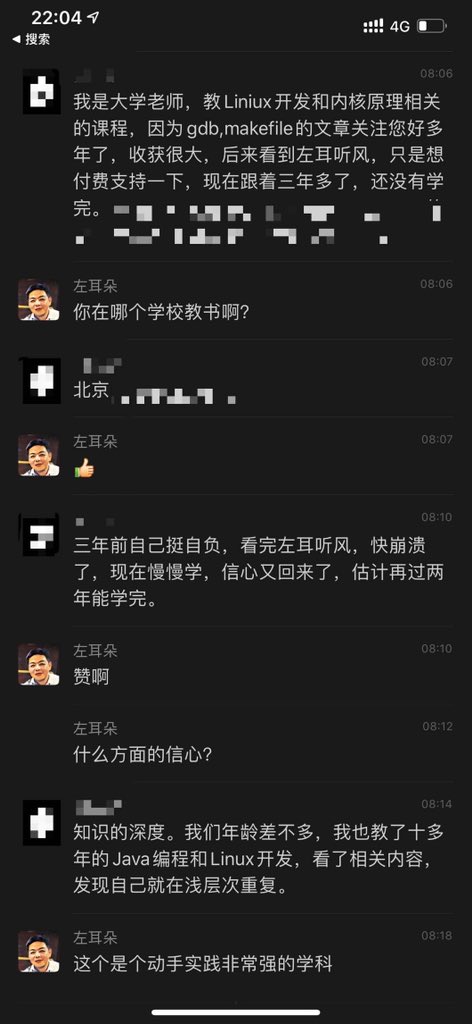 22:04
4G
搜索
08:06
我是大学老师，教Liniux开发和内核原理相关
的课程，因为gdb,makefile的文章关注您好多
年了，收获很大，后来看到左耳听风，只是想
付费支持一下，现在跟着三年多了，还没有学
完。
左耳朵
08:06
你在哪个学校教书啊？
08:07
北京
左耳朵
08:07
👍
08:10
三年前自己挺自负，看完左耳听风，快崩溃
了，现在慢慢学，信心又回来了，估计再过两
年能学完。
左耳朵
08:10
赞啊
左耳朵
08:12
什么方面的信心？
08:14
知识的深度。我们年龄差不多，我也教了十多
年的Java编程和Linux开发，看了相关内容，
发现自己就在浅层次重复。
左耳朵
08:18
这个是个动手实践非常强的学科